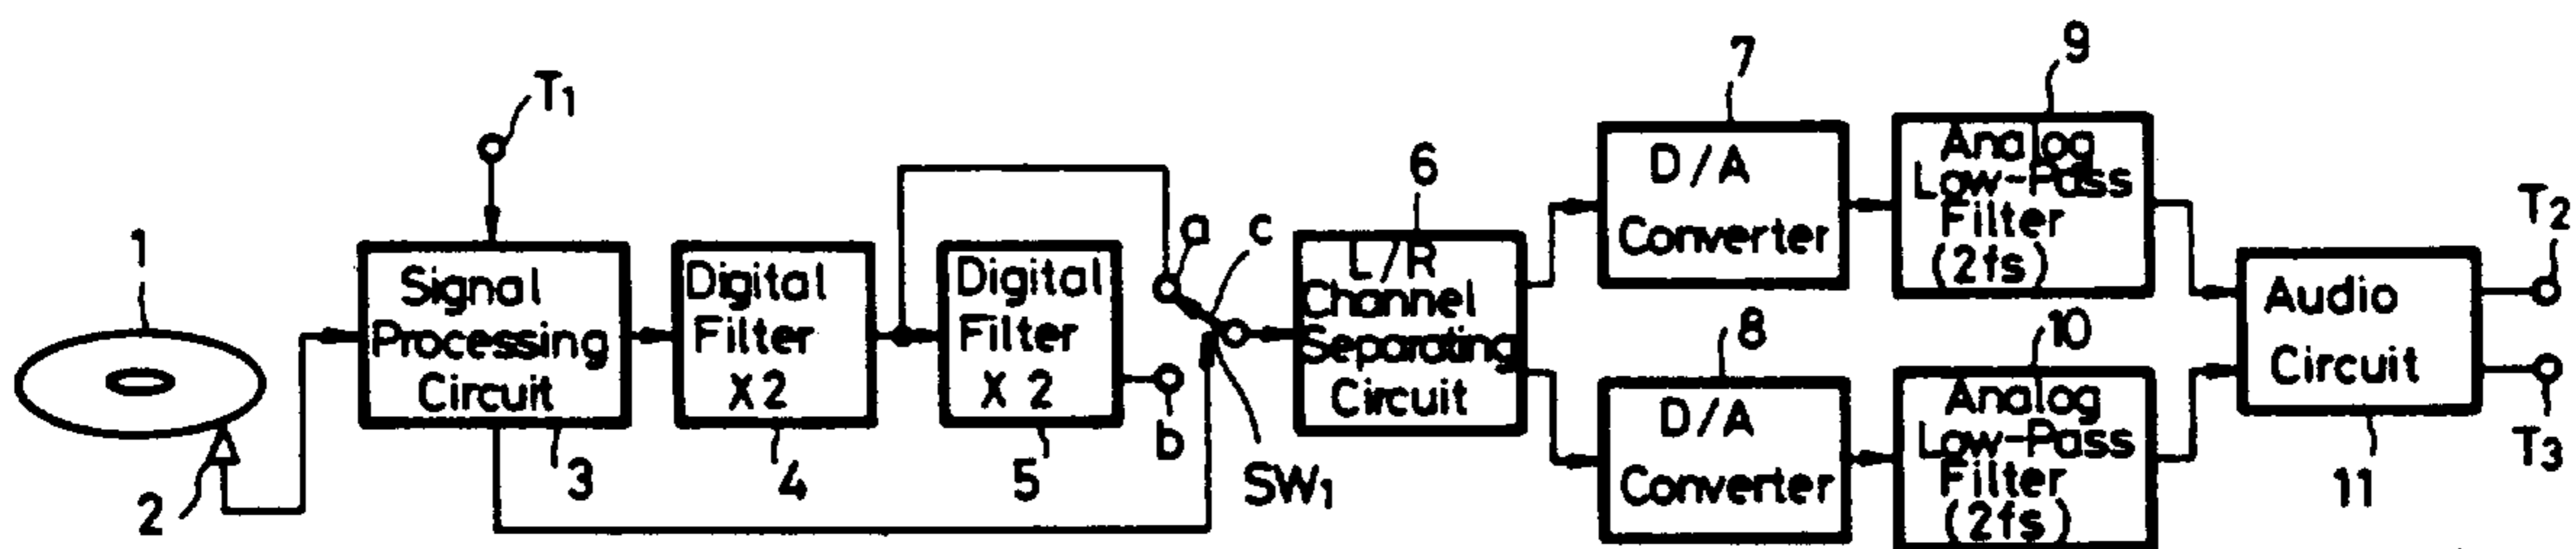 1
2
T1
Signal
Processing
Circuit
3
Digital
Filter
X2
4
Digital
Filter
X 2
5
a
b
c
SW1
6
L/R
Channel
Separating
Circuit
7
D/A
Converter
8
D/A
Converter
9
Analog
Low-Pass
Filter
(2fs)
10
Analog
Low-Pass
Filter
(2fs)
Audio
Circuit
11
T2
T3